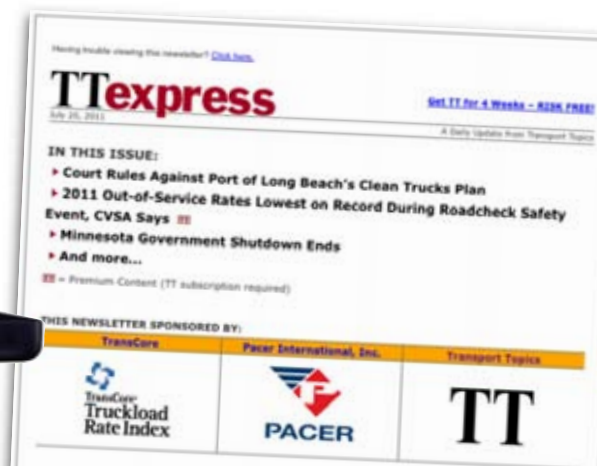 Having trouble viewing this newsletter? Click here.
TTexpress
Get TT for 4 Weeks – RISK FREE!
July 20, 2011
A Daily Update from Transport Topics
IN THIS ISSUE:
▸ Court Rules Against Port of Long Beach's Clean Trucks Plan
▸ 2011 Out-of-Service Rates Lowest on Record During Roadcheck Safety
Event, CVSA Says TT
▸ Minnesota Government Shutdown Ends
▸ And more...
TT = Premium Content (TT subscription required)
THIS NEWSLETTER SPONSORED BY:
TransCore
Pacer International, Inc.
Transport Topics
TransCore
Truckload
Rate Index
PACER
TT